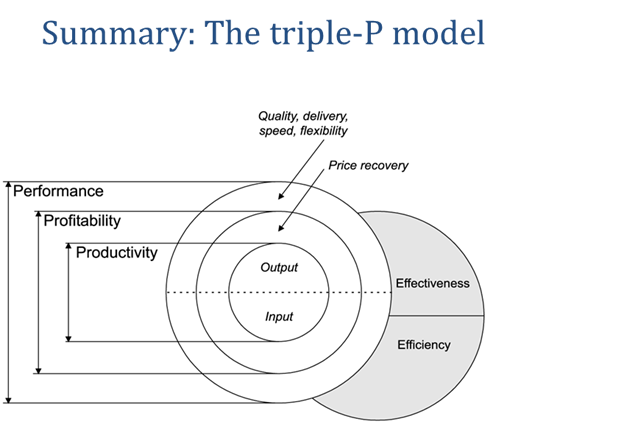 Summary: The triple-P model
Quality, delivery,
speed, flexibility
Price recovery
Performance
Profitability
Productivity
Output
Input
Effectiveness
Efficiency